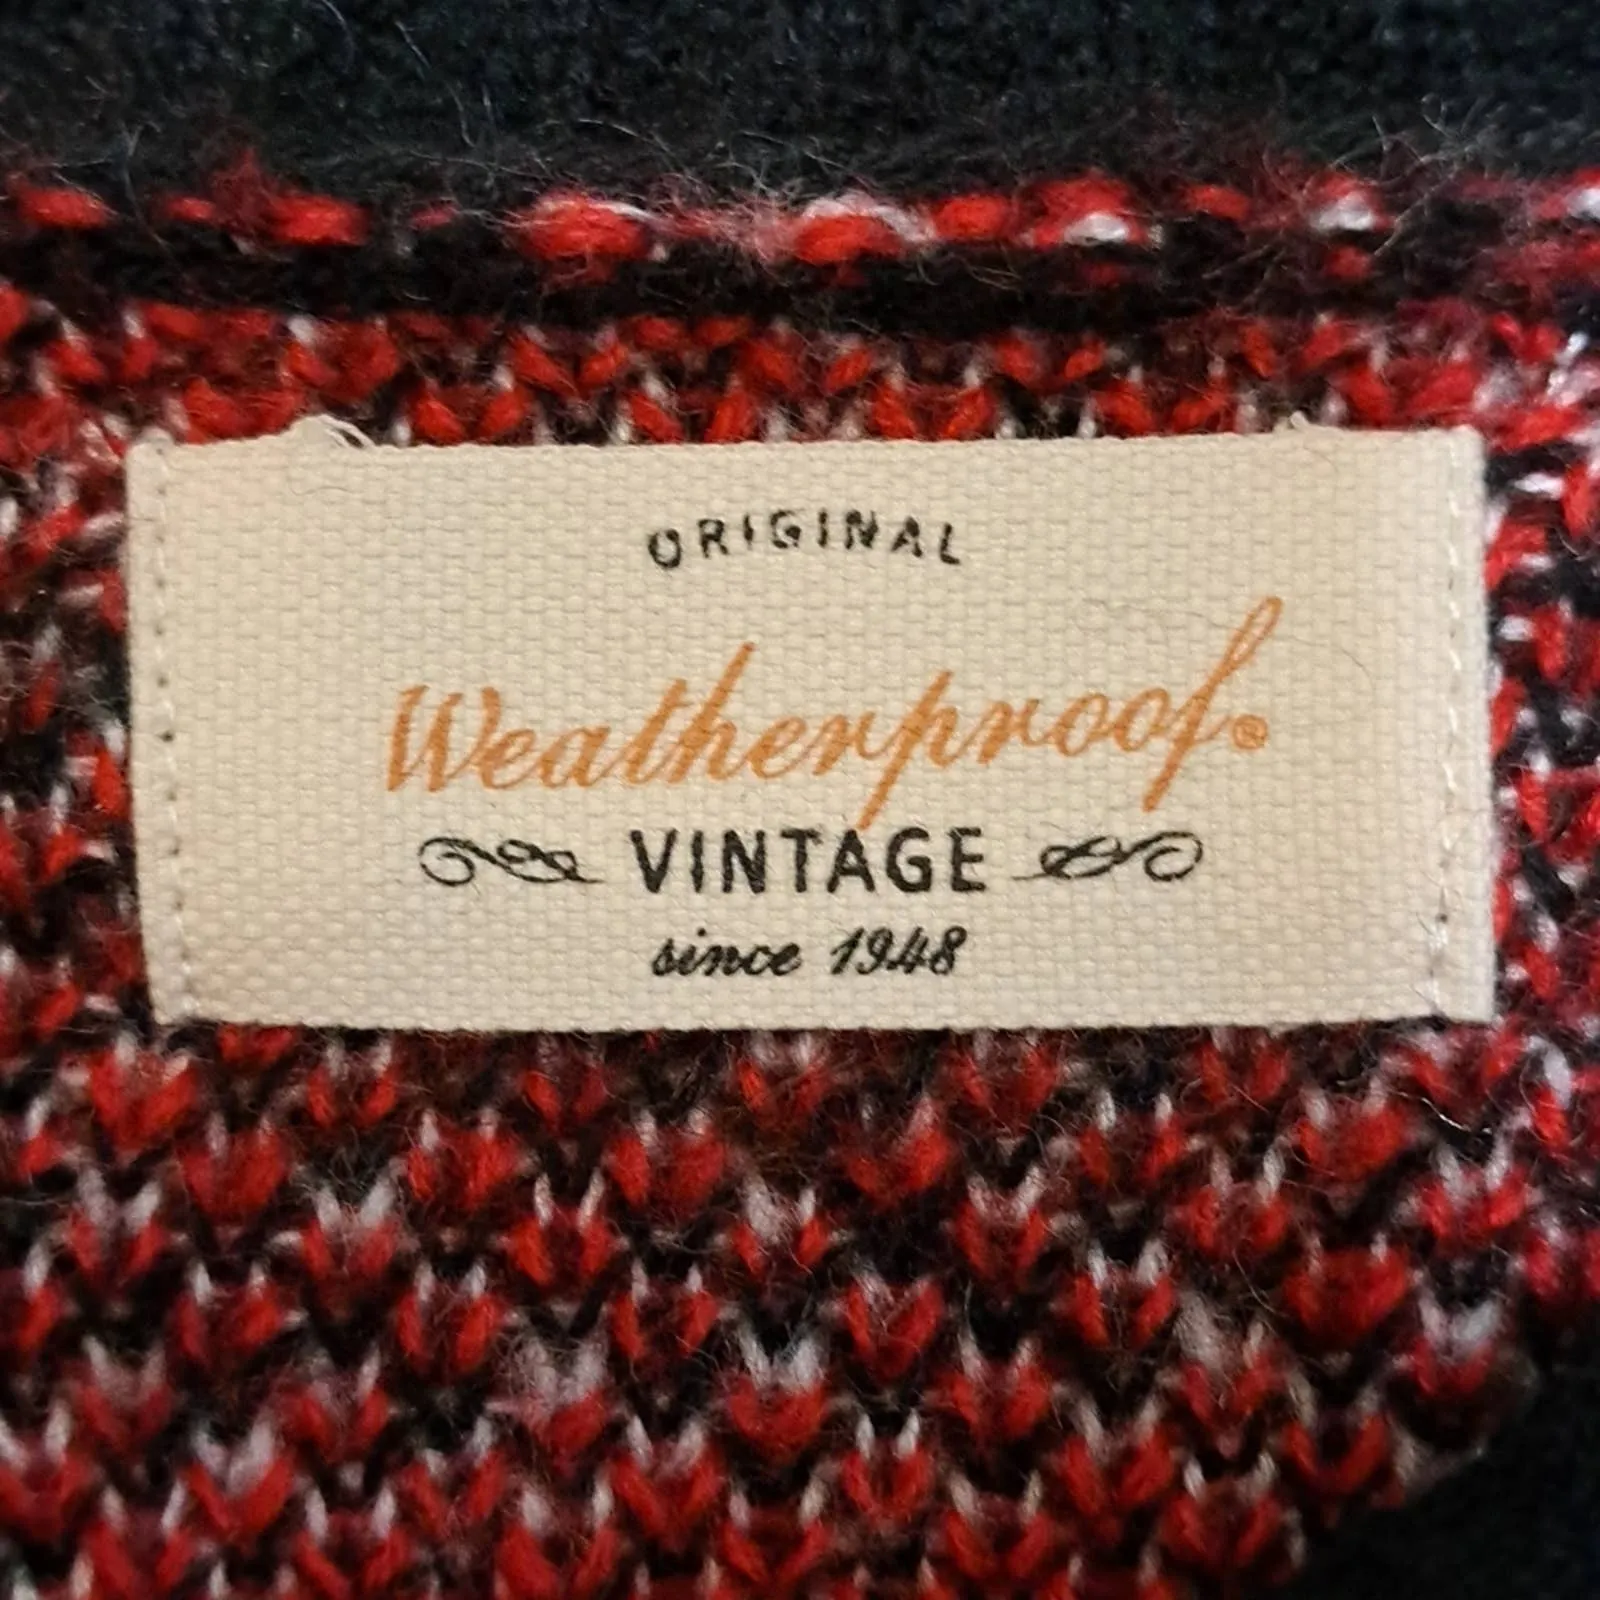 ORIGINAL
Weatherproof®
VINTAGE
since 1948